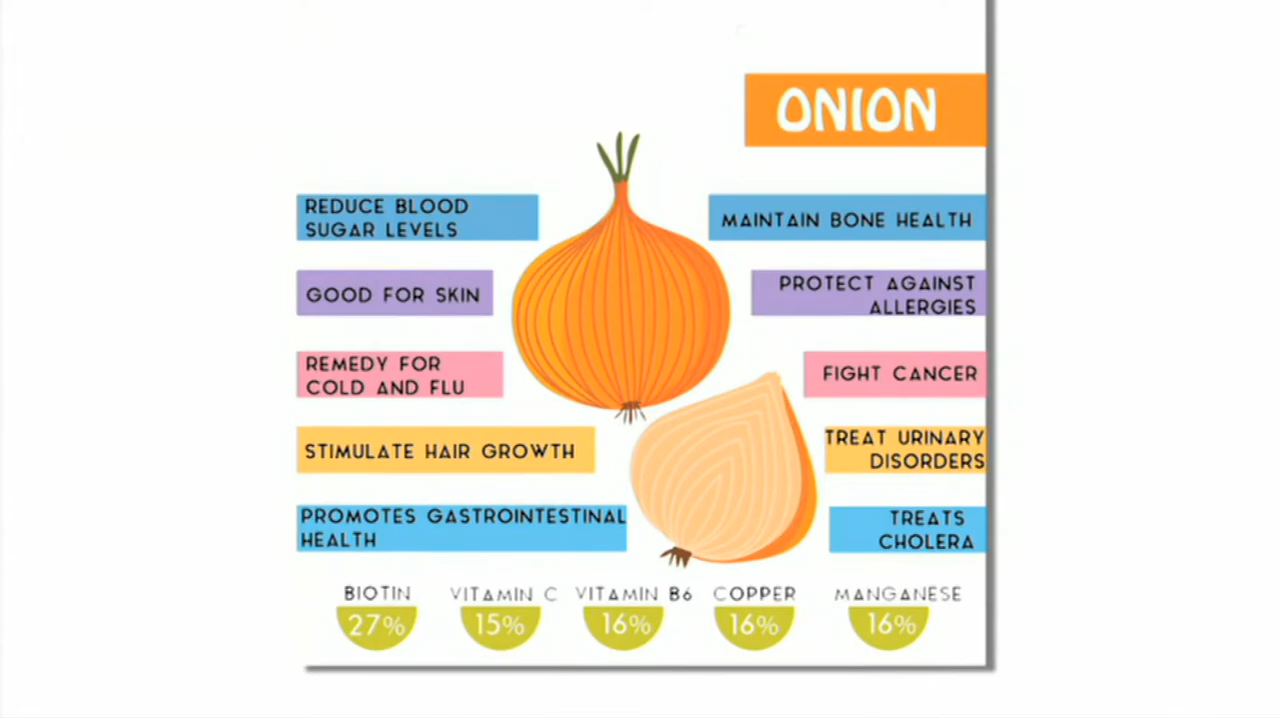 ONION
REDUCE BLOOD
SUGAR LEVELS
GOOD FOR SKIN
REMEDY FOR
COLD AND FLU
STIMULATE HAIR GROWTH
PROMOTES GASTROINTESTINAL
HEALTH
MAINTAIN BONE HEALTH
PROTECT AGAINST
ALLERGIES
FIGHT CANCER
TREAT URINARY
DISORDERS
TREATS
CHOLERA
BIOTIN VITAMIN C VITAMIN B6 COPPER MANGANESE
27% 15% 16% 16% 16%